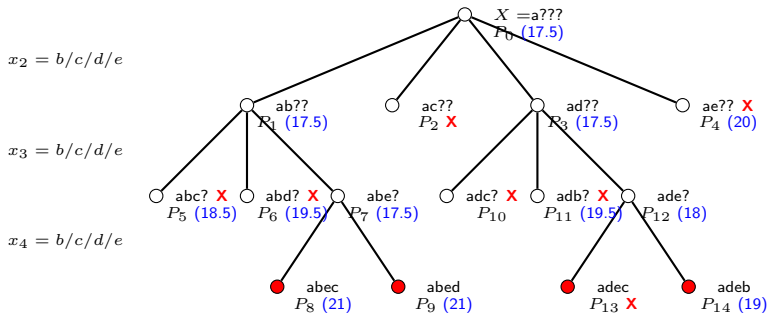 X =a???
P0 (17.5)
x2 = b/c/d/e
ab??
P1 (17.5)
ac??
P2 X
ad??
P3 (17.5)
ae?? X
P4 (20)
x3 = b/c/d/e
abc? X
P5 (18.5)
abd? X
P6 (19.5)
abe?
P7 (17.5)
adc? X
P10
adb? X
P11 (19.5)
ade?
P12 (18)
x4 = b/c/d/e
abec
P8 (21)
abed
P9 (21)
adec
P13 X
adeb
P14 (19)